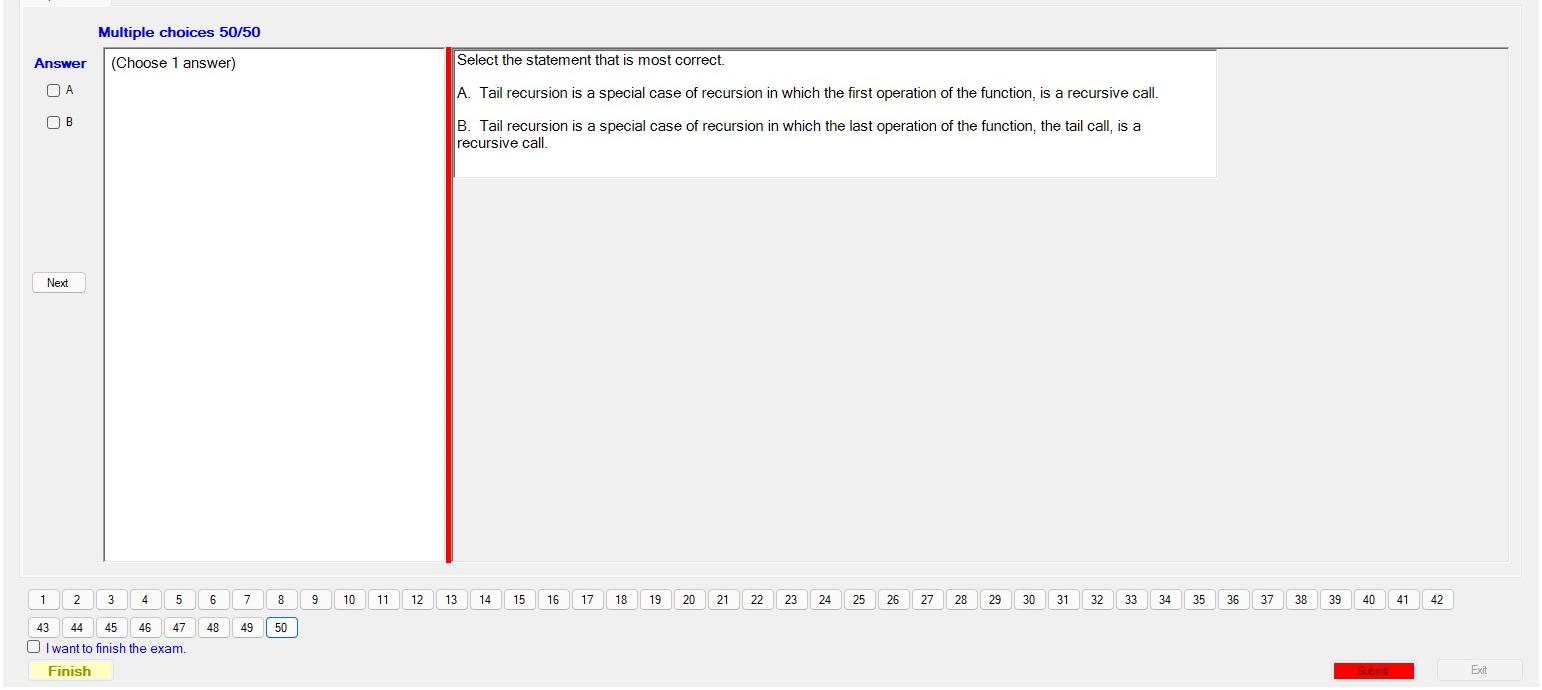 Multiple choices 50/50
Answer
A
B
Next
(Choose 1 answer)
Select the statement that is most correct.
A. Tail recursion is a special case of recursion in which the first operation of the function, is a recursive call.
B. Tail recursion is a special case of recursion in which the last operation of the function, the tail call, is a
recursive call.
1 2 3 4 5 6 7 8 9 10 11 12 13 14 15 16 17 18 19 20 21 22 23 24 25 26 27 28 29 30 31 32 33 34 35 36 37 38 39 40 41 42
43 44 45 46 47 48 49 50
I want to finish the exam.
Finish
Submit
Exit